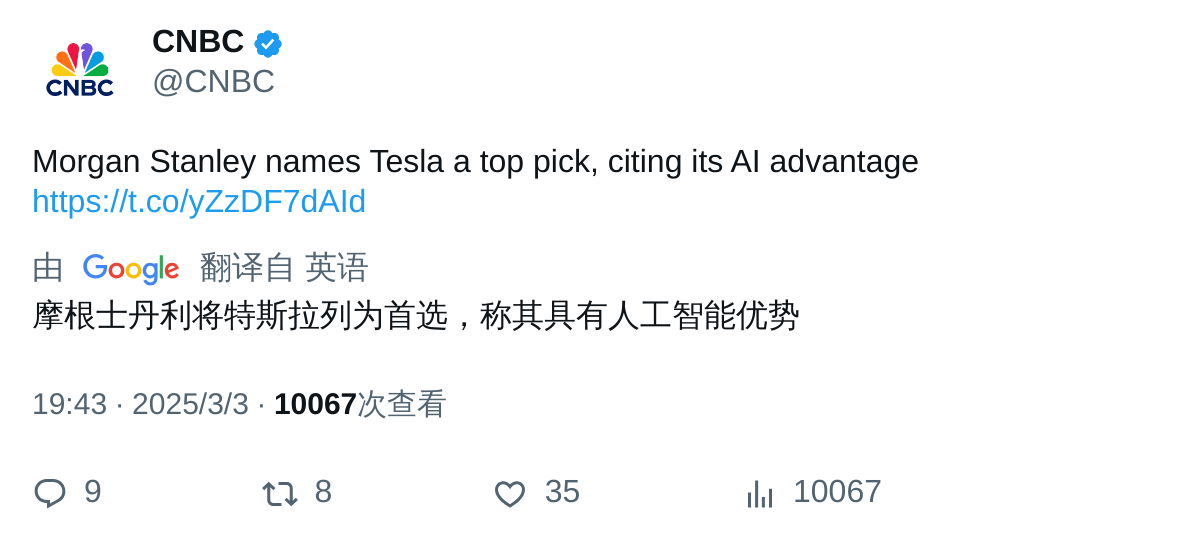 CNBC
CNBC
@CNBC
Morgan Stanley names Tesla a top pick, citing its AI advantage
https://t.co/yZzDF7dAId
由 Google 翻译自 英语
摩根士丹利将特斯拉列为首选，称其具有人工智能优势
19:43 · 2025/3/3 · 10067次查看
9 8 35 10067